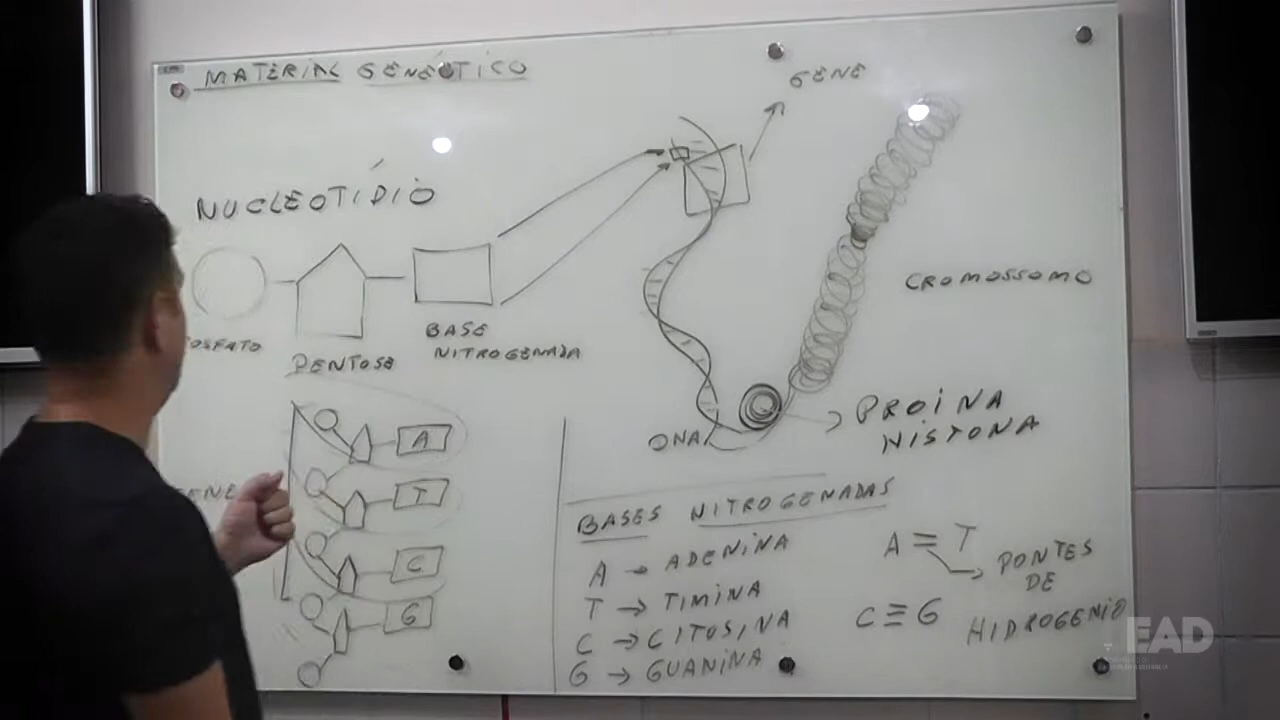 MATERIAL GENÉTICO
GENE
NUCLEOTÍDIO
CROMOSSOMO
FOSFATO
PENTOSE
BASE
NITROGENADA
DNA
PROINA
HISTONA
GENE
A
T
C
G
BASES NITROGENADAS
A → ADENINA
T → TIMINA
C → CITOSINA
G → GUANINA
A = T
PONTES
DE
HIDROGENIO
C ≡ G
EAD